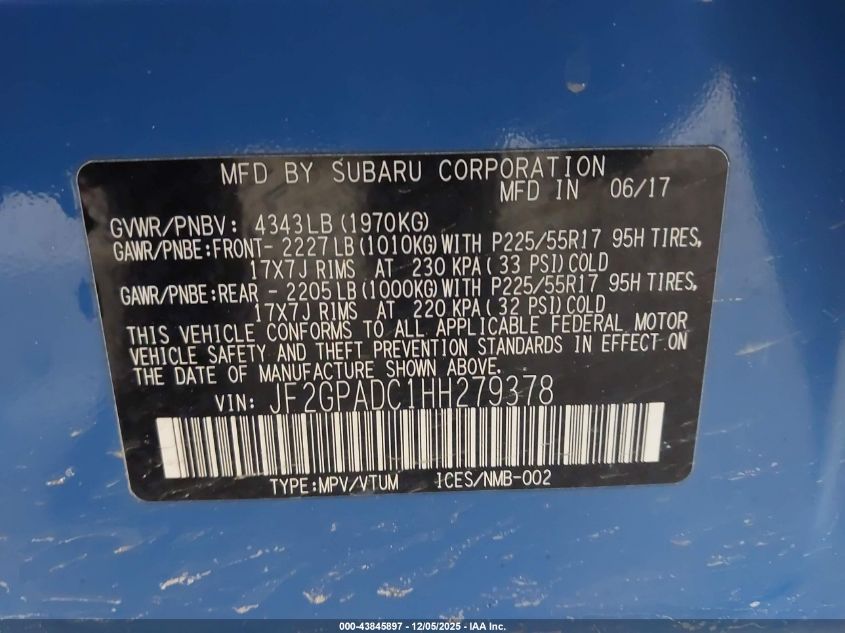 MFD BY SUBARU CORPORATION
MFD IN 06/17
GVWR/PNBV: 4343LB (1970KG)
GAWR/PNBE:FRONT- 2227LB(1010KG)WITH P225/55R17 95H TIRES,
17X7J RIMS AT 230 KPA( 33 PSI)COLD
GAWR/PNBE:REAR - 2205LB(1000KG)WITH P225/55R17 95H TIRES,
17X7J RIMS AT 220 KPA( 32 PSI)COLD
THIS VEHICLE CONFORMS TO ALL APPLICABLE FEDERAL MOTOR
VEHICLE SAFETY AND THEFT PREVENTION STANDARDS IN EFFECT ON
THE DATE OF MANUFACTURE SHOWN ABOVE.
VIN: JF2GPADC1HH279378
TYPE:MPV/VTUM ICES/NMB-002
000-43845897 - 12/05/2025 - IAA Inc.